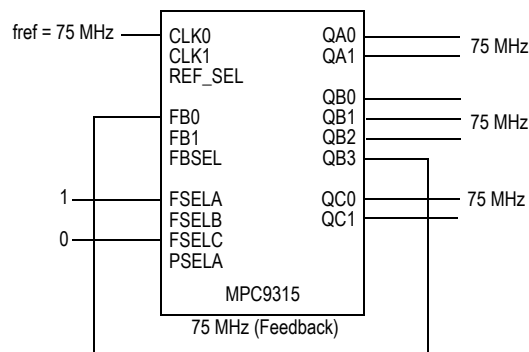 fref = 75 MHz
CLK0
CLK1
REF_SEL
FB0
FB1
FBSEL
1
FSELA
FSELB
0
FSELC
PSELA
QA0
QA1
75 MHz
QB0
QB1
QB2
QB3
75 MHz
QC0
QC1
75 MHz
MPC9315
75 MHz (Feedback)